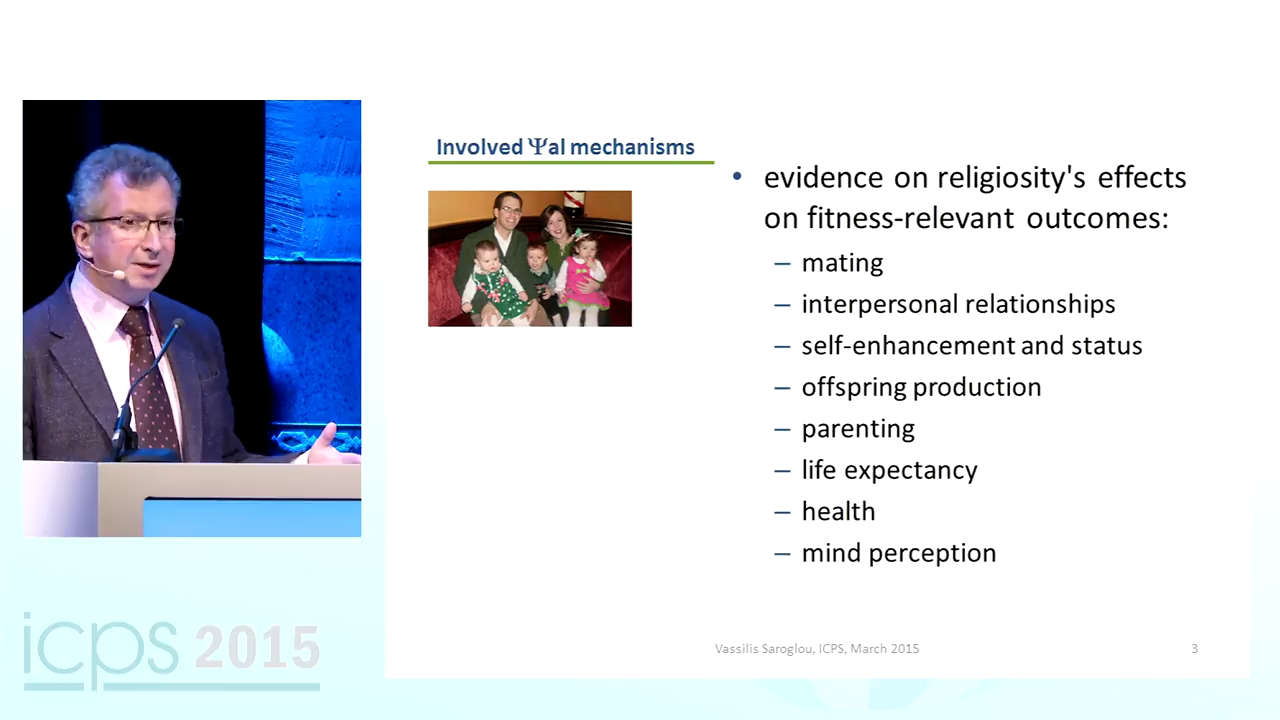 Involved Ψal mechanisms
• evidence on religiosity's effects
on fitness-relevant outcomes:
– mating
– interpersonal relationships
– self-enhancement and status
– offspring production
– parenting
– life expectancy
– health
– mind perception
Vassilis Saroglou, ICPS, March 2015
3
icps 2015